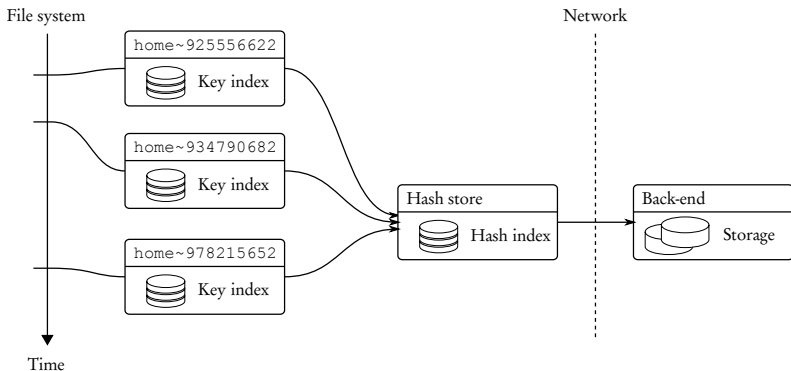 File system
Network
home~925556622
Key index
home~934790682
Key index
Hash store
Hash index
Back-end
Storage
home~978215652
Key index
Time